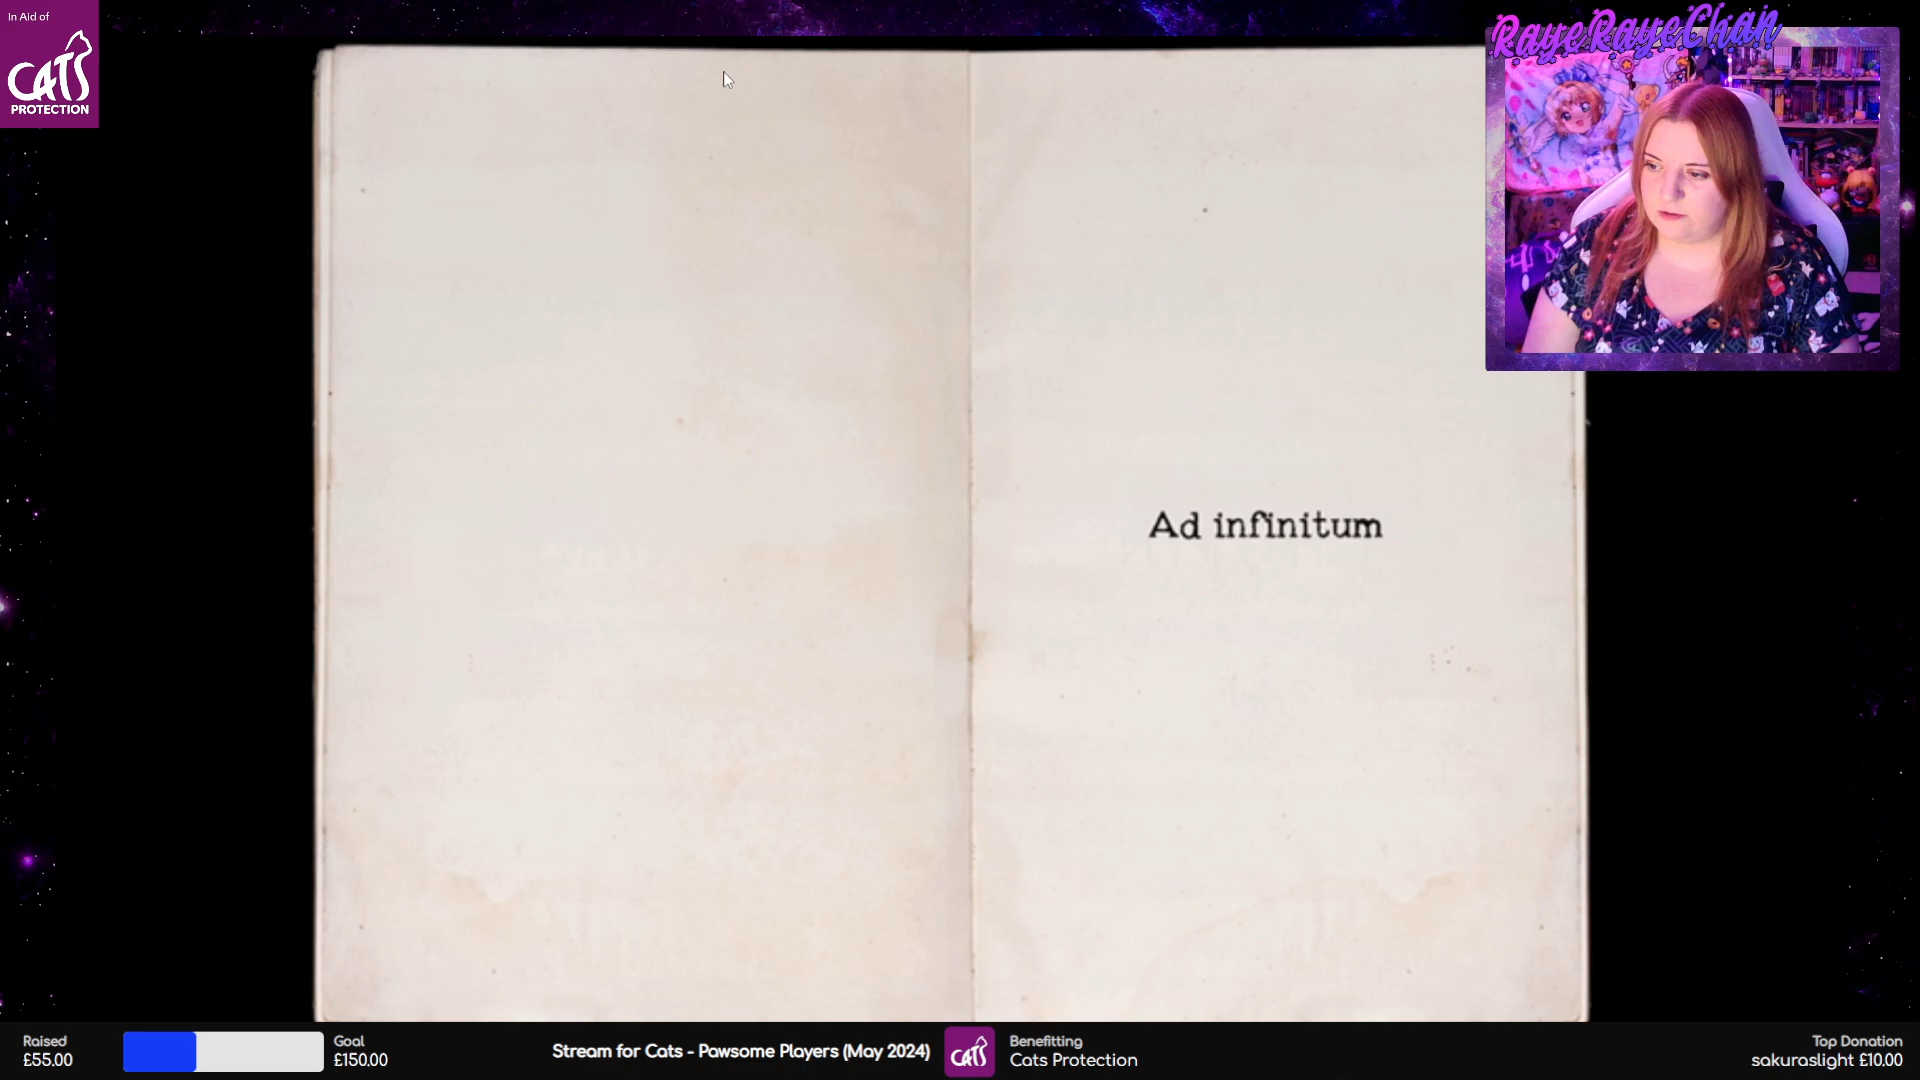 In Aid of
CATS
PROTECTION
RayeRayeChan
Ad infinitum
Raised
£55.00
Goal
£150.00
Stream for Cats - Pawsome Players (May 2024)
CATS
Benefitting
Cats Protection
Top Donation
sakuraslight £10.00